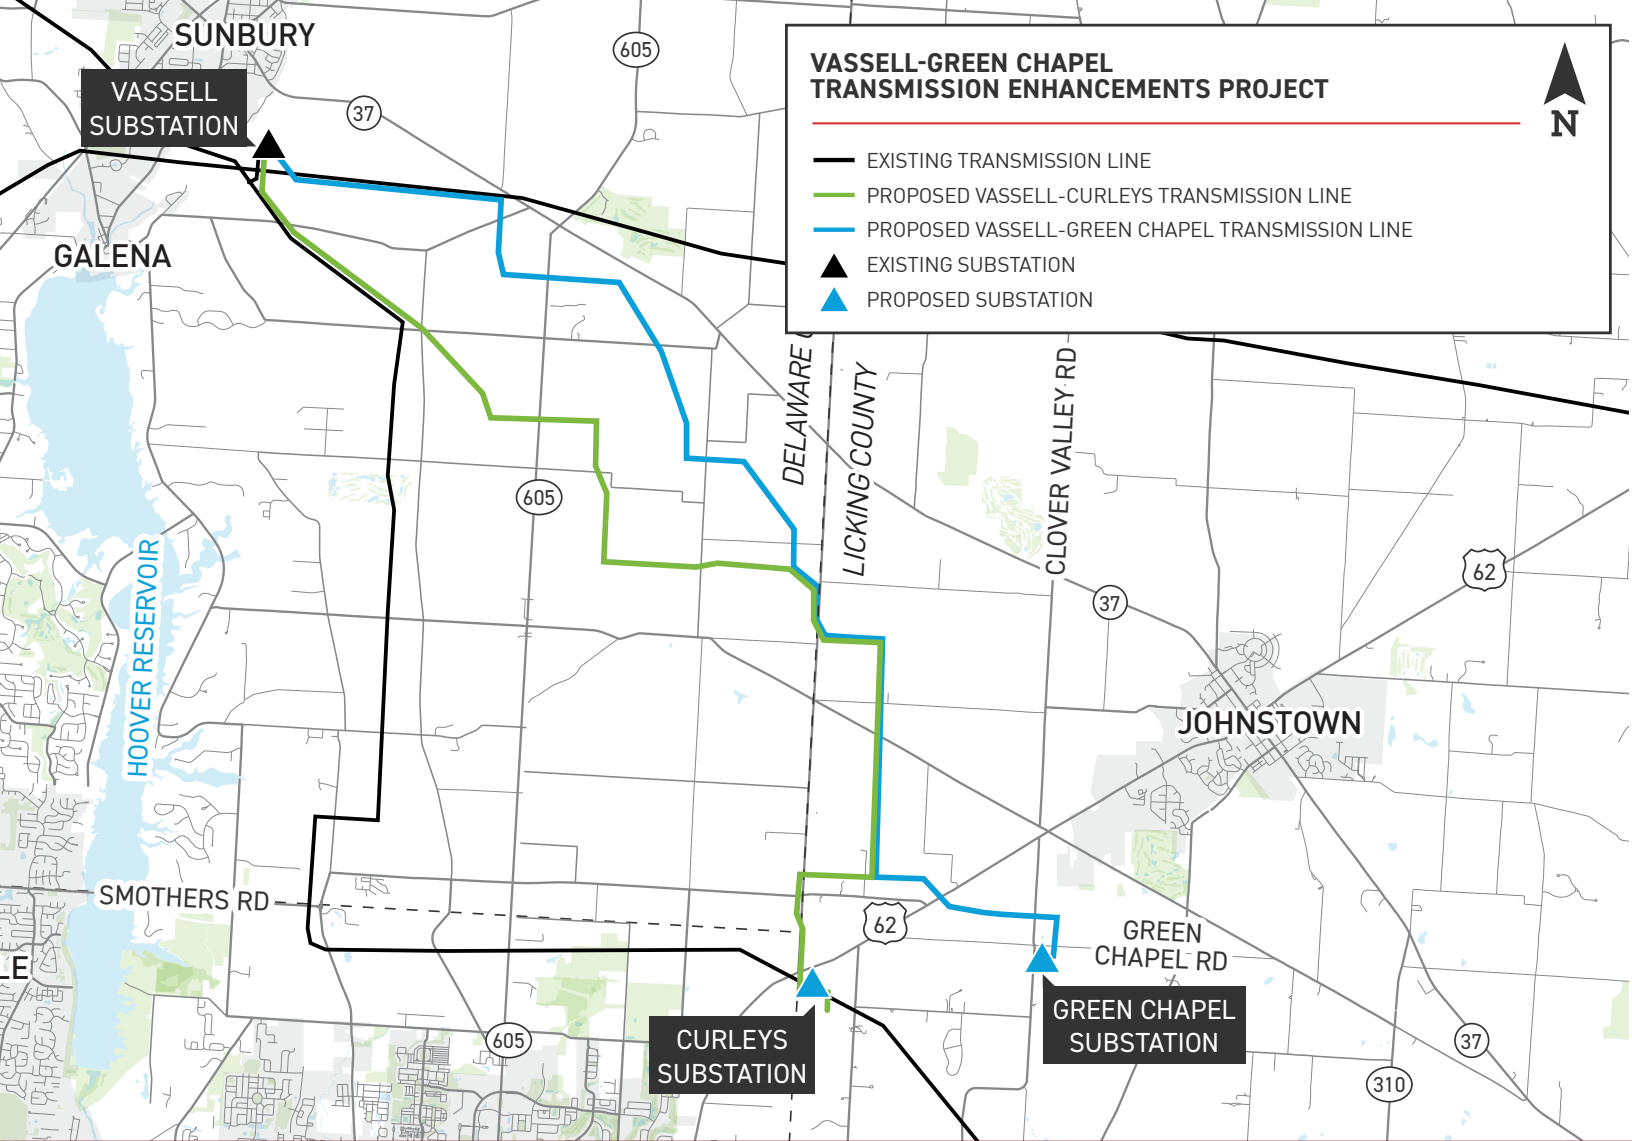 SUNBURY
605
VASSELL
SUBSTATION
37
VASSELL-GREEN CHAPEL
TRANSMISSION ENHANCEMENTS PROJECT
N
EXISTING TRANSMISSION LINE
PROPOSED VASSELL-CURLEYS TRANSMISSION LINE
PROPOSED VASSELL-GREEN CHAPEL TRANSMISSION LINE
EXISTING SUBSTATION
PROPOSED SUBSTATION
GALENA
DELAWARE
LICKING COUNTY
CLOVER VALLEY RD
605
HOOVER RESERVOIR
62
37
JOHNSTOWN
SMOTHERS RD
62
GREEN
CHAPEL RD
LE
GREEN CHAPEL
SUBSTATION
CURLEYS
SUBSTATION
605
37
310